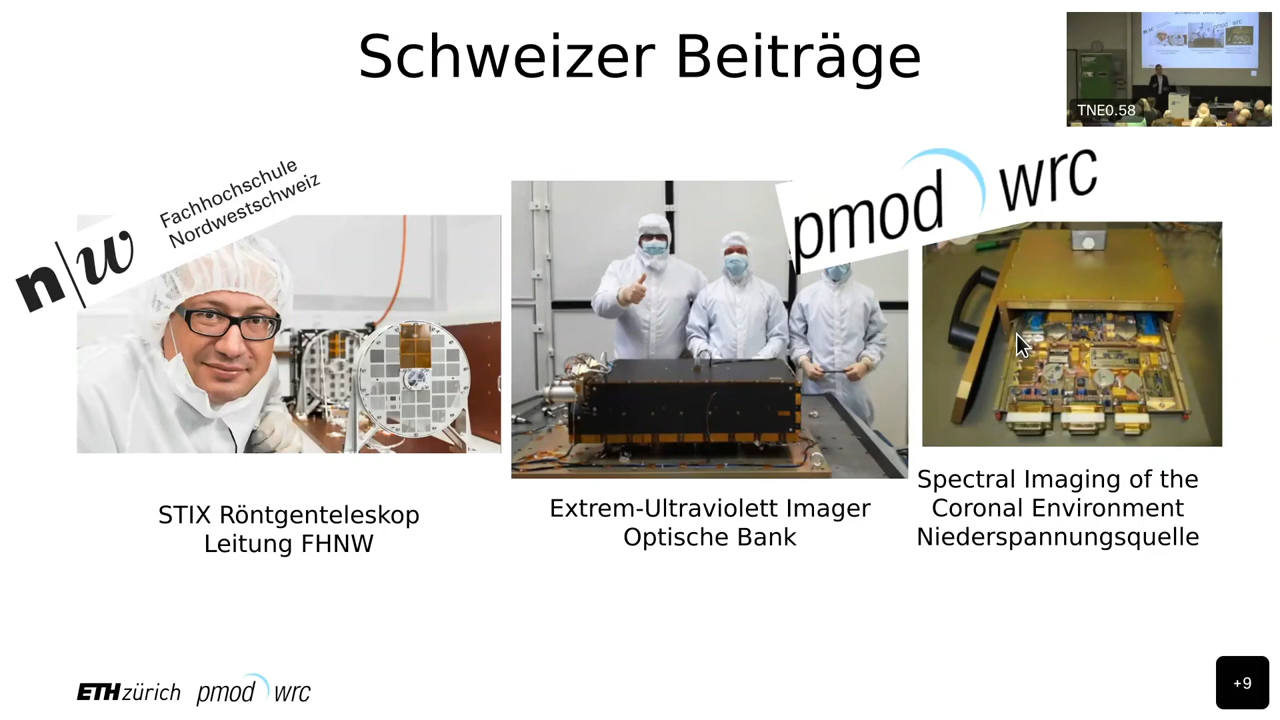 Schweizer Beiträge
TNE0.58
n|w
Fachhochschule
Nordwestschweiz
pmod wrc
STIX Röntgenteleskop
Leitung FHNW
Extrem-Ultraviolett Imager
Optische Bank
Spectral Imaging of the
Coronal Environment
Niederspannungsquelle
ETH zürich pmod wrc
+9